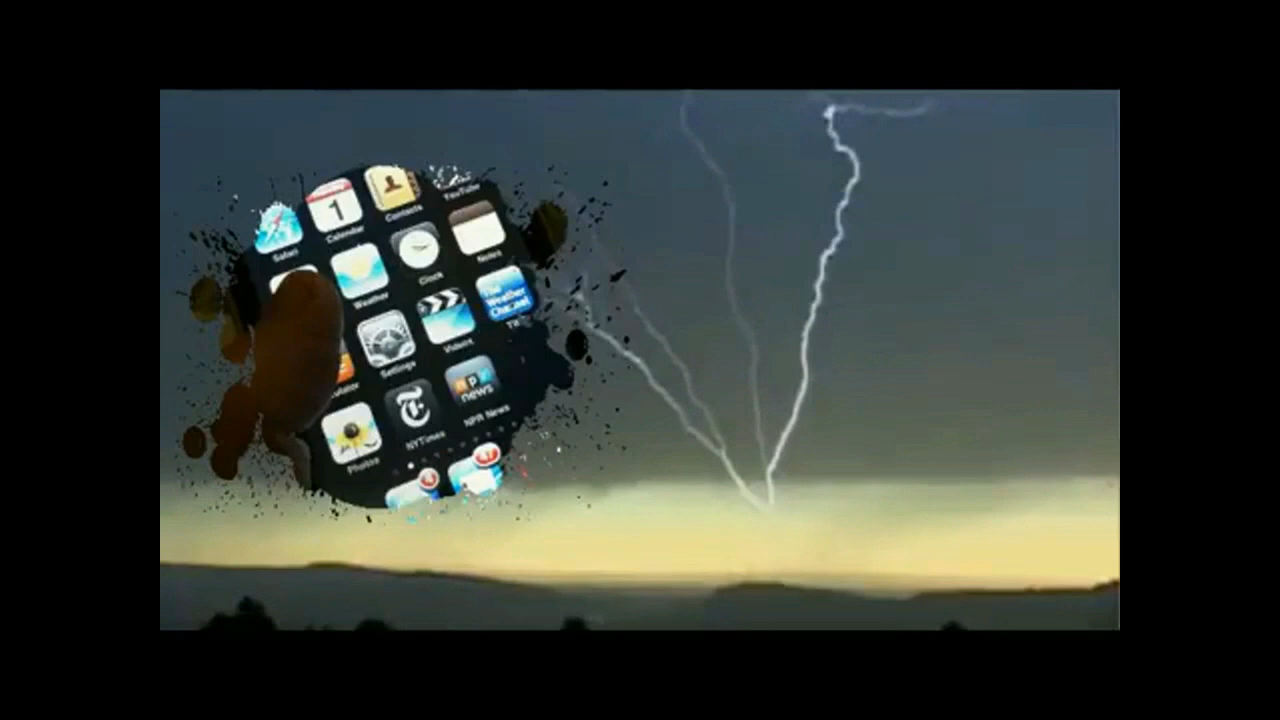 YouTube
Contacts
1
Calendar
Safari
Notes
Clock
Weather
The
Weather
Channel
Videos
Settings
npr
news
NPR News
T
NYTimes
Photos